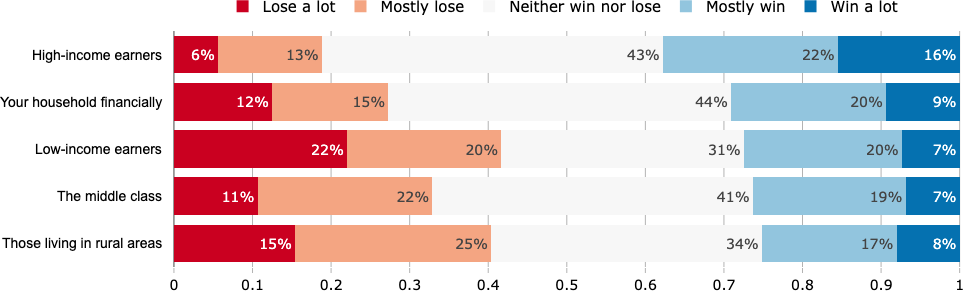 Lose a lot Mostly lose Neither win nor lose Mostly win Win a lot
High-income earners 6% 13% 43% 22% 16%
Your household financially 12% 15% 44% 20% 9%
Low-income earners 22% 20% 31% 20% 7%
The middle class 11% 22% 41% 19% 7%
Those living in rural areas 15% 25% 34% 17% 8%
0 0.1 0.2 0.3 0.4 0.5 0.6 0.7 0.8 0.9 1